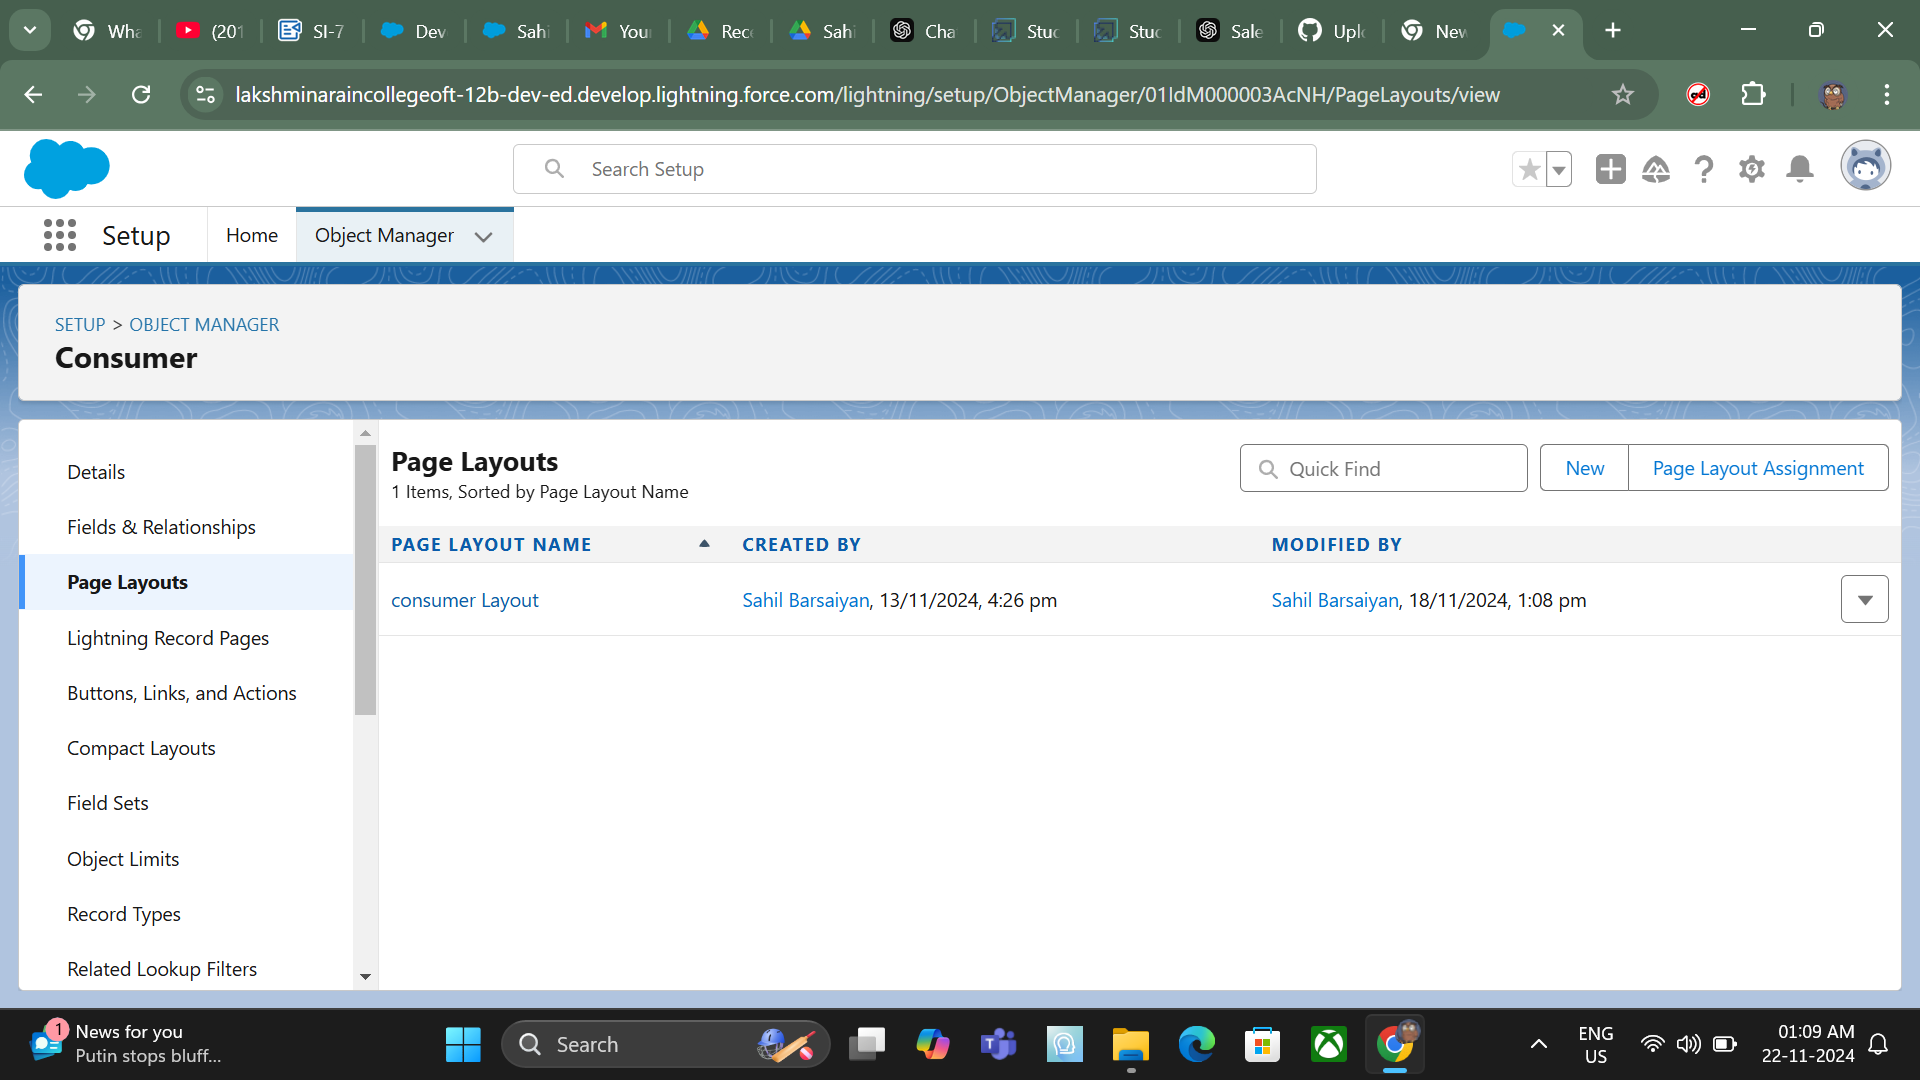 Wha
(201
SI-7
Dev
Sahi
You
Rec
Sahi
Cha
Stuc
Stuc
Sale
Uplo
New
lakshminaraincollegeoft-12b-dev-ed.develop.lightning.force.com/lightning/setup/ObjectManager/01IdM000003AcNH/PageLayouts/view
Search Setup
Setup
Home
Object Manager
SETUP > OBJECT MANAGER
Consumer
Details
Fields & Relationships
Page Layouts
Lightning Record Pages
Buttons, Links, and Actions
Compact Layouts
Field Sets
Object Limits
Record Types
Related Lookup Filters
Page Layouts
1 Items, Sorted by Page Layout Name
Quick Find
New
Page Layout Assignment
PAGE LAYOUT NAME
CREATED BY
MODIFIED BY
consumer Layout
Sahil Barsaiyan, 13/11/2024, 4:26 pm
Sahil Barsaiyan, 18/11/2024, 1:08 pm
1
News for you
Putin stops bluff...
Search
ENG
US
01:09 AM
22-11-2024